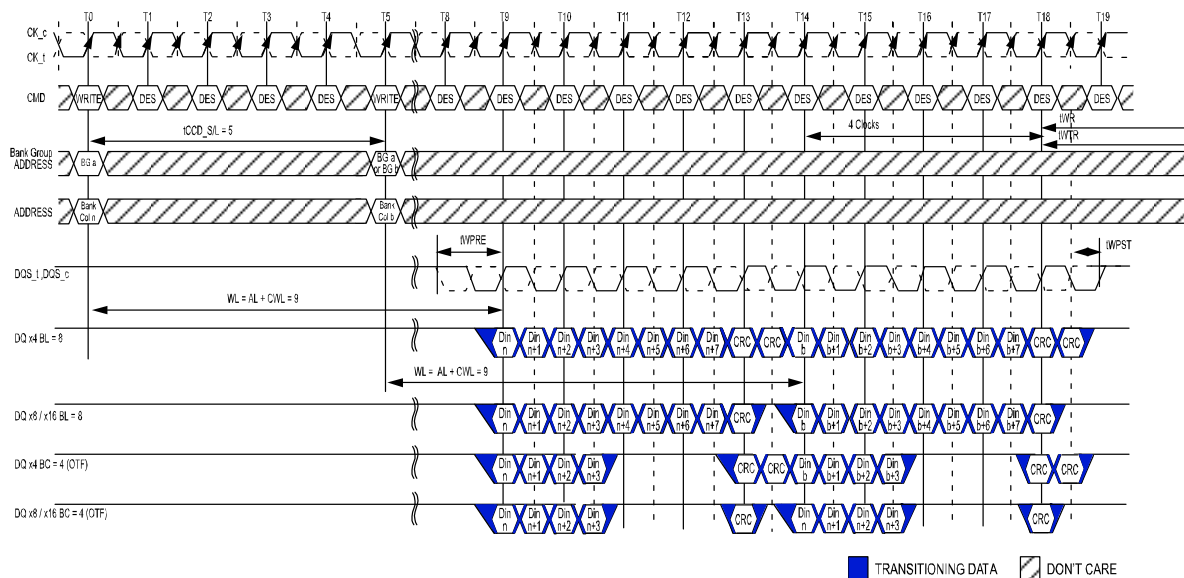 T0 T1 T2 T3 T4 T5 T8 T9 T10 T11 T12 T13 T14 T15 T16 T17 T18 T19
CK_c
CK_t
CMD WRITE DES DES DES DES WRITE DES DES DES DES DES DES DES DES DES DES DES DES
tCCD_S/L = 5 4 Clocks tWR
tWTR
Bank Group
ADDRESS BG a BG a
or BG b
ADDRESS Bank
Col n Bank
Col b
tWPRE tWPST
DQS_t,DQS_c
WL = AL + CWL = 9
DQ x4 BL = 8 Din
n Din
n+1 Din
n+2 Din
n+3 Din
n+4 Din
n+5 Din
n+6 Din
n+7 CRC CRC Din
b Din
b+1 Din
b+2 Din
b+3 Din
b+4 Din
b+5 Din
b+6 Din
b+7 CRC CRC
WL = AL + CWL = 9
DQ x8 / x16 BL = 8 Din
n Din
n+1 Din
n+2 Din
n+3 Din
n+4 Din
n+5 Din
n+6 Din
n+7 CRC Din
b Din
b+1 Din
b+2 Din
b+3 Din
b+4 Din
b+5 Din
b+6 Din
b+7 CRC
DQ x4 BC = 4 (OTF) Din
n Din
n+1 Din
n+2 Din
n+3 CRC CRC Din
b Din
b+1 Din
b+2 Din
b+3 CRC CRC
DQ x8 / x16 BC = 4 (OTF) Din
n Din
n+1 Din
n+2 Din
n+3 CRC Din
b Din
b+1 Din
b+2 Din
b+3 CRC
TRANSITIONING DATA DON'T CARE